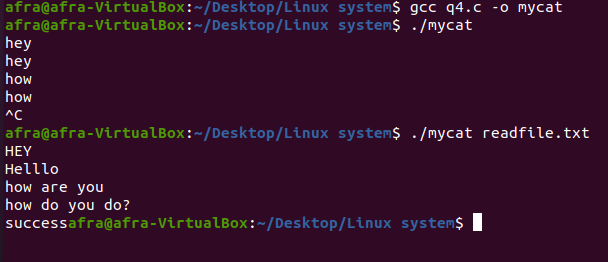 afra@afra-VirtualBox:~/Desktop/Linux system$ gcc q4.c -o mycat
afra@afra-VirtualBox:~/Desktop/Linux system$ ./mycat
hey
hey
how
how
^C
afra@afra-VirtualBox:~/Desktop/Linux system$ ./mycat readfile.txt
HEY
Helllo
how are you
how do you do?
successafra@afra-VirtualBox:~/Desktop/Linux system$